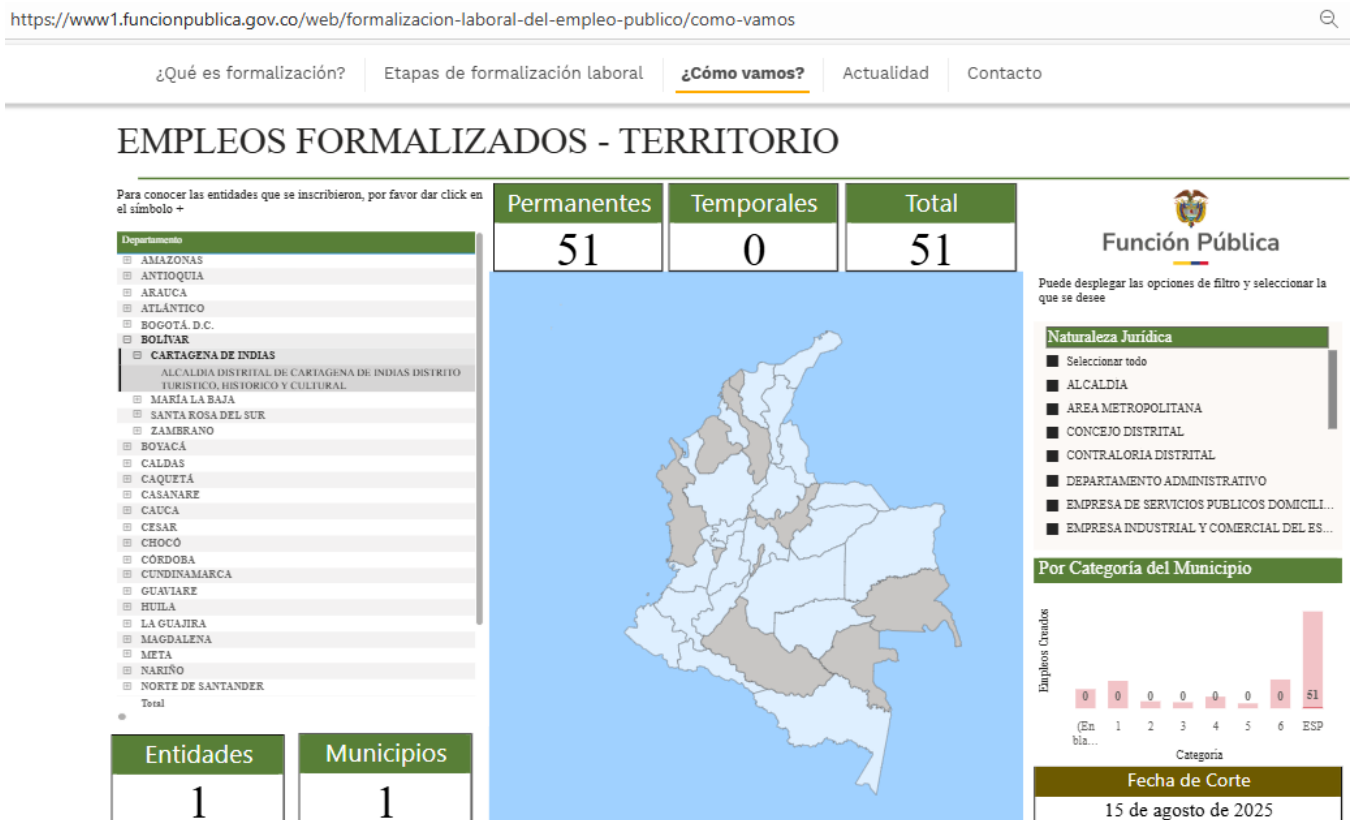 https://www1.funcionpublica.gov.co/web/formalizacion-laboral-del-empleo-publico/como-vamos
¿Qué es formalización?
Etapas de formalización laboral
¿Cómo vamos?
Actualidad
Contacto
EMPLEOS FORMALIZADOS - TERRITORIO
Para conocer las entidades que se inscribieron, por favor dar click en
el símbolo +
Departamento
AMAZONAS
ANTIOQUIA
ARAUCA
ATLÁNTICO
BOGOTÁ. D.C.
BOLÍVAR
CARTAGENA DE INDIAS
ALCALDIA DISTRITAL DE CARTAGENA DE INDIAS DISTRITO
TURISTICO, HISTORICO Y CULTURAL
MARÍA LA BAJA
SANTA ROSA DEL SUR
ZAMBRANO
BOYACÁ
CALDAS
CAQUETÁ
CASANARE
CAUCA
CESAR
CHOCÓ
CÓRDOBA
CUNDINAMARCA
GUAVIARE
HUILA
LA GUAJIRA
MAGDALENA
META
NARIÑO
NORTE DE SANTANDER
Total
Entidades
1
Municipios
1
Permanentes
51
Temporales
0
Total
51
Función Pública
Puede desplegar las opciones de filtro y seleccionar la
que se desee
Naturaleza Jurídica
Seleccionar todo
ALCALDIA
AREA METROPOLITANA
CONCEJO DISTRITAL
CONTRALORIA DISTRITAL
DEPARTAMENTO ADMINISTRATIVO
EMPRESA DE SERVICIOS PUBLICOS DOMICILI...
EMPRESA INDUSTRIAL Y COMERCIAL DEL ES...
Por Categoría del Municipio
Empleos Creados
0 0 0 0 0 0 0 51
(En 1 2 3 4 5 6 ESP
bla...
Categoría
Fecha de Corte
15 de agosto de 2025